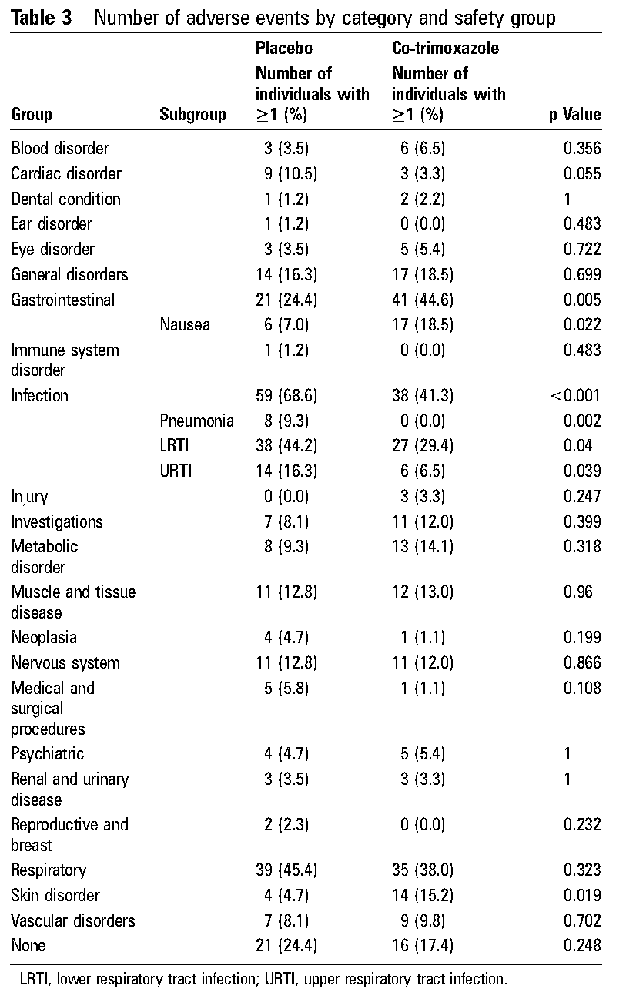 Table 3 Number of adverse events by category and safety group
Placebo Co-trimoxazole
Number of Number of
individuals with individuals with
Group Subgroup ≥1 (%) ≥1 (%) p Value
Blood disorder 3 (3.5) 6 (6.5) 0.356
Cardiac disorder 9 (10.5) 3 (3.3) 0.055
Dental condition 1 (1.2) 2 (2.2) 1
Ear disorder 1 (1.2) 0 (0.0) 0.483
Eye disorder 3 (3.5) 5 (5.4) 0.722
General disorders 14 (16.3) 17 (18.5) 0.699
Gastrointestinal 21 (24.4) 41 (44.6) 0.005
Nausea 6 (7.0) 17 (18.5) 0.022
Immune system 1 (1.2) 0 (0.0) 0.483
disorder
Infection 59 (68.6) 38 (41.3) <0.001
Pneumonia 8 (9.3) 0 (0.0) 0.002
LRTI 38 (44.2) 27 (29.4) 0.04
URTI 14 (16.3) 6 (6.5) 0.039
Injury 0 (0.0) 3 (3.3) 0.247
Investigations 7 (8.1) 11 (12.0) 0.399
Metabolic 8 (9.3) 13 (14.1) 0.318
disorder
Muscle and tissue 11 (12.8) 12 (13.0) 0.96
disease
Neoplasia 4 (4.7) 1 (1.1) 0.199
Nervous system 11 (12.8) 11 (12.0) 0.866
Medical and 5 (5.8) 1 (1.1) 0.108
surgical
procedures
Psychiatric 4 (4.7) 5 (5.4) 1
Renal and urinary 3 (3.5) 3 (3.3) 1
disease
Reproductive and 2 (2.3) 0 (0.0) 0.232
breast
Respiratory 39 (45.4) 35 (38.0) 0.323
Skin disorder 4 (4.7) 14 (15.2) 0.019
Vascular disorders 7 (8.1) 9 (9.8) 0.702
None 21 (24.4) 16 (17.4) 0.248
LRTI, lower respiratory tract infection; URTI, upper respiratory tract infection.